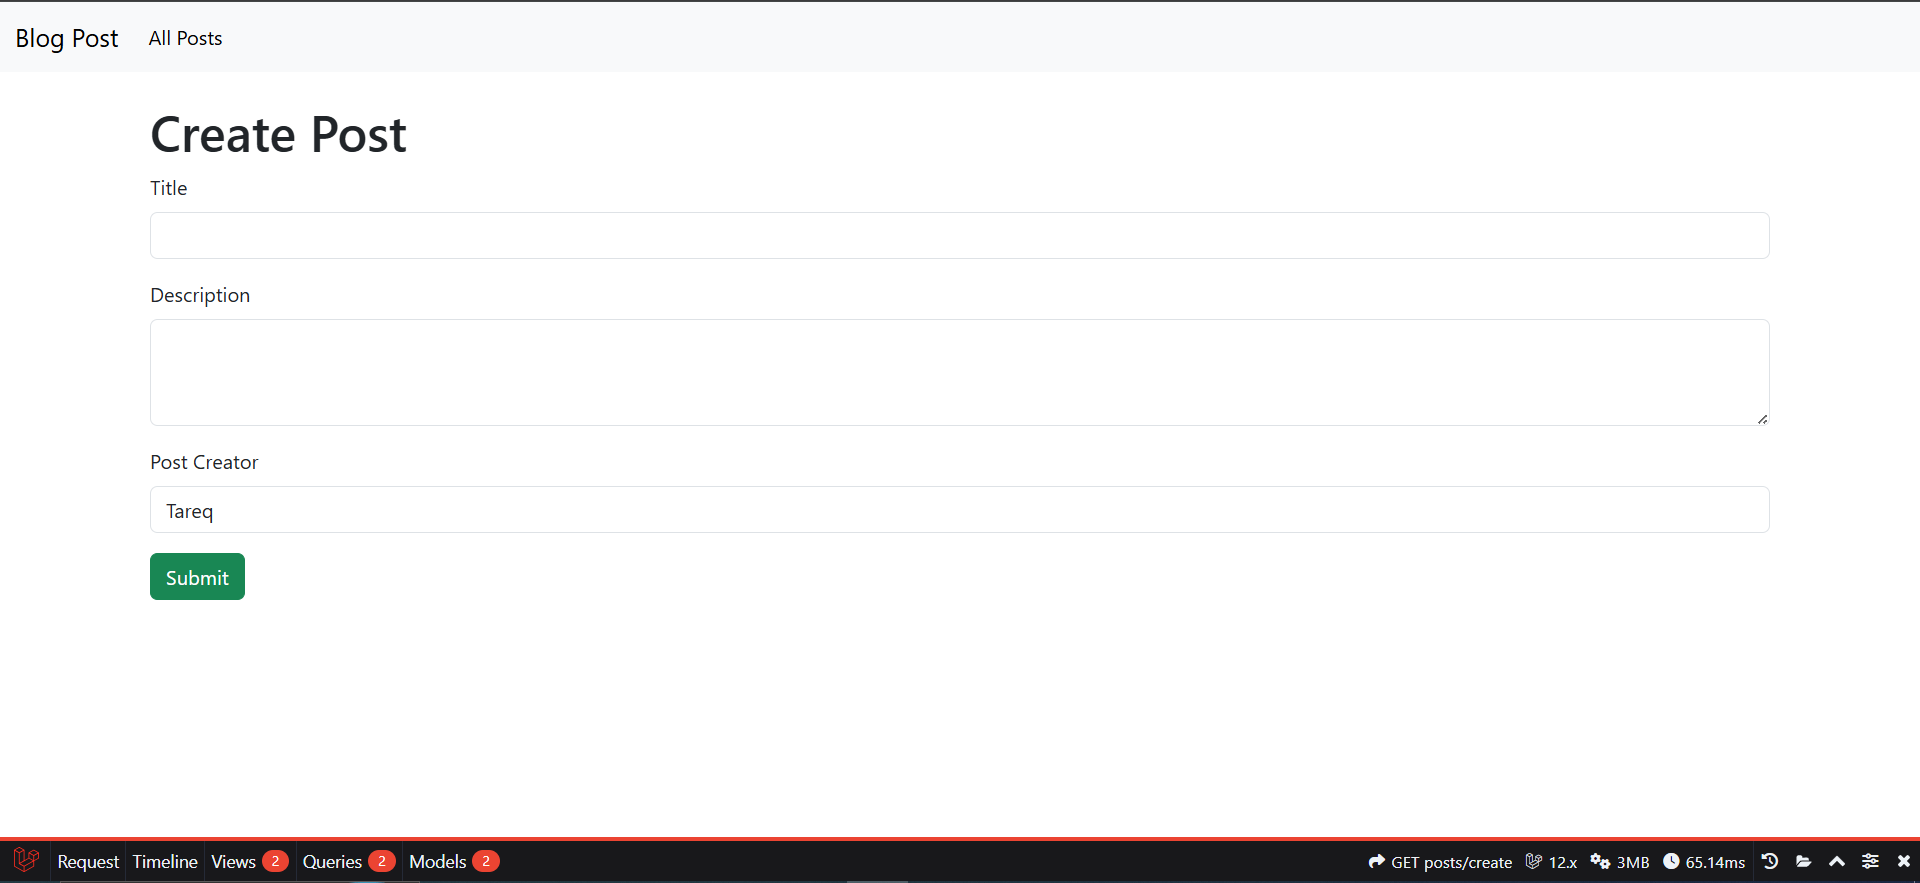 Blog Post All Posts
Create Post
Title
Description
Post Creator
Tareq
Submit
Request Timeline Views 2 Queries 2 Models 2 GET posts/create 12.x 3MB 65.14ms